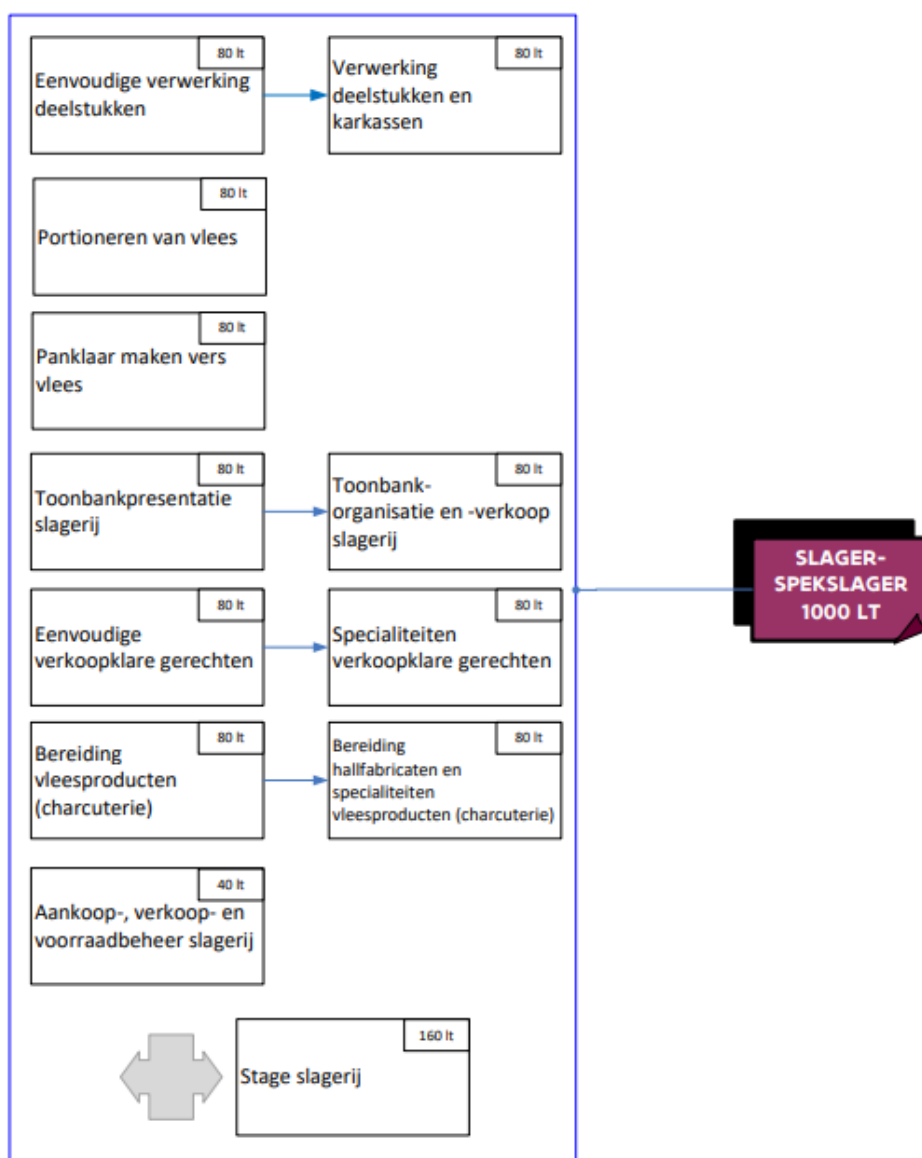 80 lt
Eenvoudige verwerking
deelstukken
80 lt
Verwerking
deelstukken en
karkassen
80 lt
Portioneren van vlees
80 lt
Panklaar maken vers
vlees
80 lt
Toonbankpresentatie
slagerij
80 lt
Toonbank-
organisatie en -verkoop
slagerij
80 lt
Eenvoudige
verkoopklare gerechten
80 lt
Specialiteiten
verkoopklare gerechten
80 lt
Bereiding
vleesproducten
(charcuterie)
80 lt
Bereiding
hallfabricaten en
specialiteiten
vleesproducten (charcuterie)
40 lt
Aankoop-, verkoop- en
voorraadbeheer slagerij
160 lt
Stage slagerij
SLAGER-
SPEKSLAGER
1000 LT